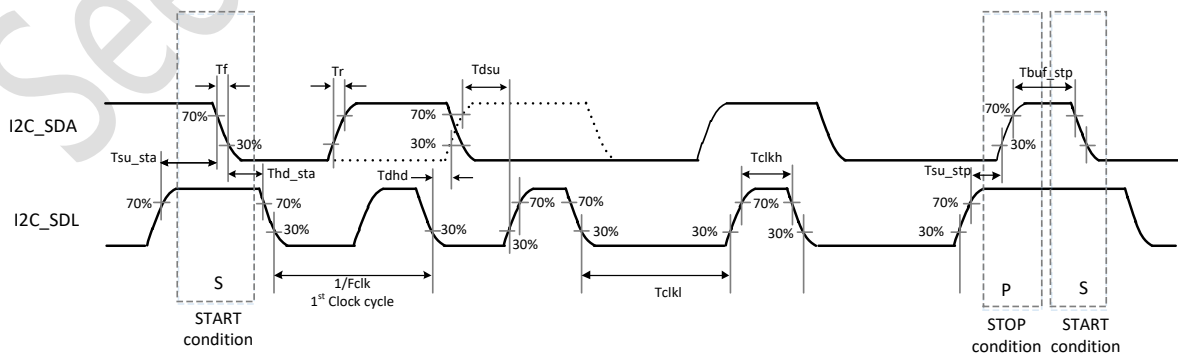 Tf
Tr
Tdsu
Tbuf_stp
I2C_SDA
70%
30%
70%
30%
70%
30%
Tsu_sta
Thd_sta
Tdhd
Tclkh
Tsu_stp
I2C_SDL
70%
30%
30%
70%
30%
70%
30%
30%
70%
30%
70%
30%
S
1/Fclk
1st Clock cycle
Tclkl
P
S
START
condition
STOP
condition
START
condition